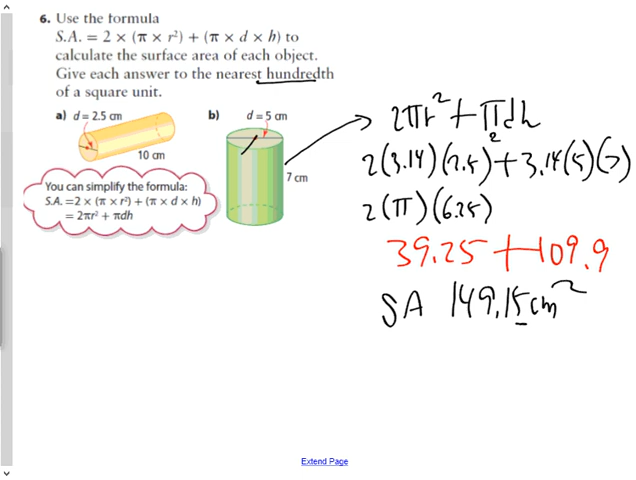 6. Use the formula
S.A. = 2 × (π × r²) + (π × d × h) to
calculate the surface area of each object.
Give each answer to the nearest hundredth
of a square unit.
a) d = 2.5 cm
10 cm
b) d = 5 cm
7 cm
You can simplify the formula:
S.A. = 2 × (π × r²) + (π × d × h)
= 2πr² + πdh
2πr² + πdh
2(3.14)(2.5)² + 3.14(5)(7)
2(π)(6.25)
39.25 + 109.9
SA 149.15cm²
Extend Page